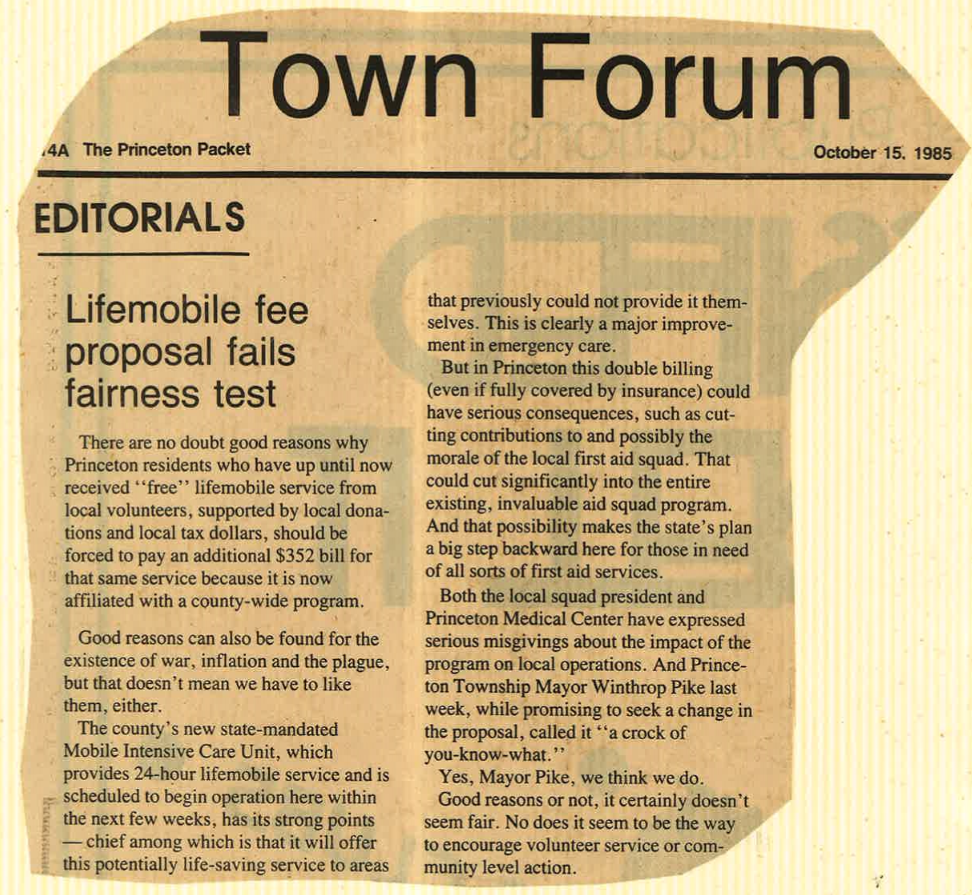 Town Forum
4A The Princeton Packet
October 15. 1985
EDITORIALS
Lifemobile fee
proposal fails
fairness test
There are no doubt good reasons why
Princeton residents who have up until now
received “free” lifemobile service from
local volunteers, supported by local dona-
tions and local tax dollars, should be
forced to pay an additional $352 bill for
that same service because it is now
affiliated with a county-wide program.
Good reasons can also be found for the
existence of war, inflation and the plague,
but that doesn't mean we have to like
them, either.
The county's new state-mandated
Mobile Intensive Care Unit, which
provides 24-hour lifemobile service and is
scheduled to begin operation here within
the next few weeks, has its strong points
— chief among which is that it will offer
this potentially life-saving service to areas
that previously could not provide it them-
selves. This is clearly a major improve-
ment in emergency care.
But in Princeton this double billing
(even if fully covered by insurance) could
have serious consequences, such as cut-
ting contributions to and possibly the
morale of the local first aid squad. That
could cut significantly into the entire
existing, invaluable aid squad program.
And that possibility makes the state's plan
a big step backward here for those in need
of all sorts of first aid services.
Both the local squad president and
Princeton Medical Center have expressed
serious misgivings about the impact of the
program on local operations. And Prince-
ton Township Mayor Winthrop Pike last
week, while promising to seek a change in
the proposal, called it “a crock of
you-know-what.”
Yes, Mayor Pike, we think we do.
Good reasons or not, it certainly doesn't
seem fair. No does it seem to be the way
to encourage volunteer service or com-
munity level action.